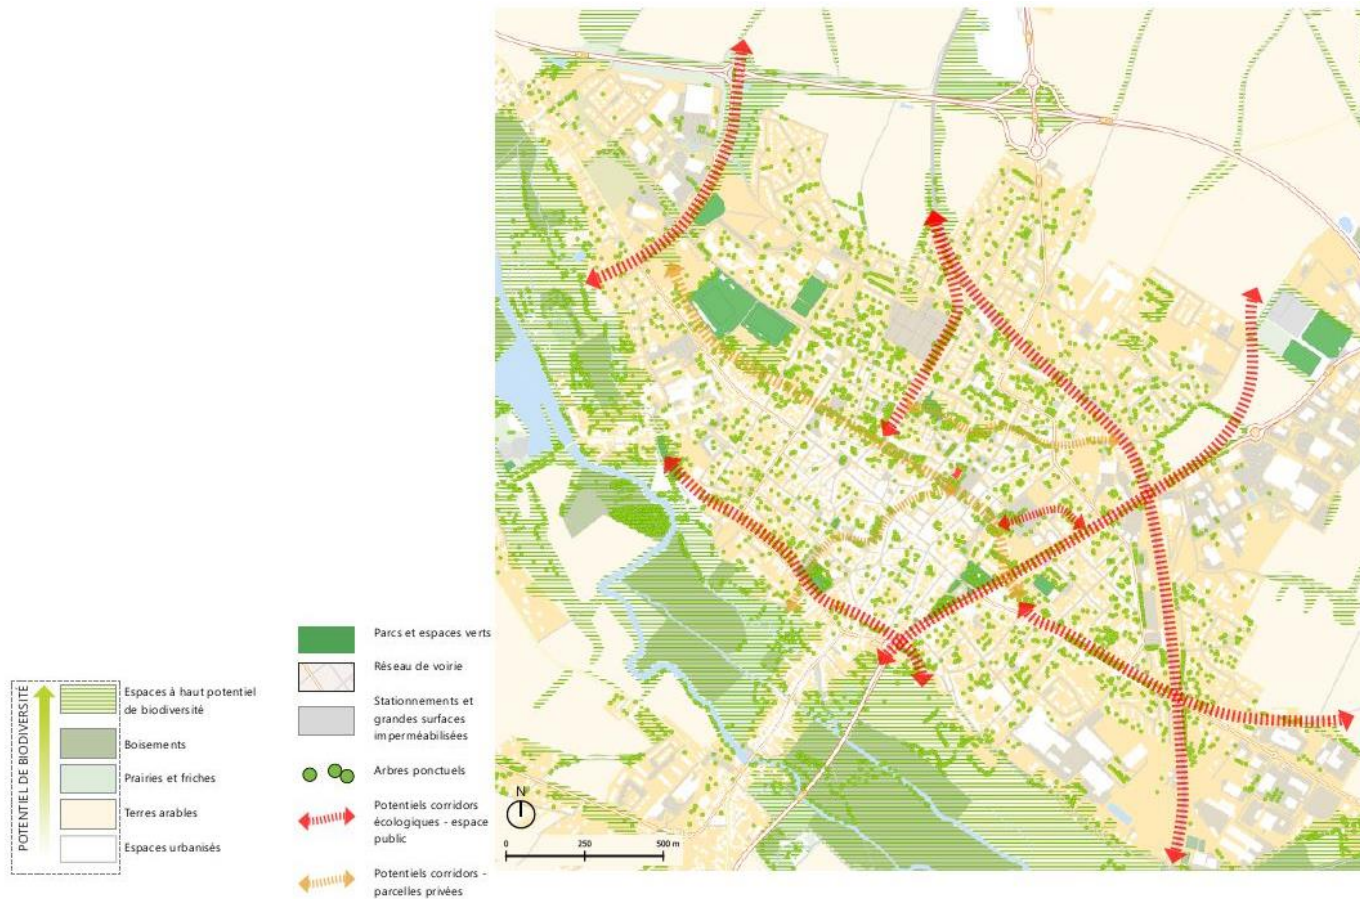 POTENTIEL DE BIODIVERSITÉ
Espaces à haut potentiel
de biodiversité
Boisements
Prairies et friches
Terres arables
Espaces urbanisés
Parcs et espaces verts
Réseau de voirie
Stationnements et
grandes surfaces
imperméabilisées
Arbres ponctuels
Potentiels corridors
écologiques - espace
public
Potentiels corridors -
parcelles privées
N
0 250 500 m